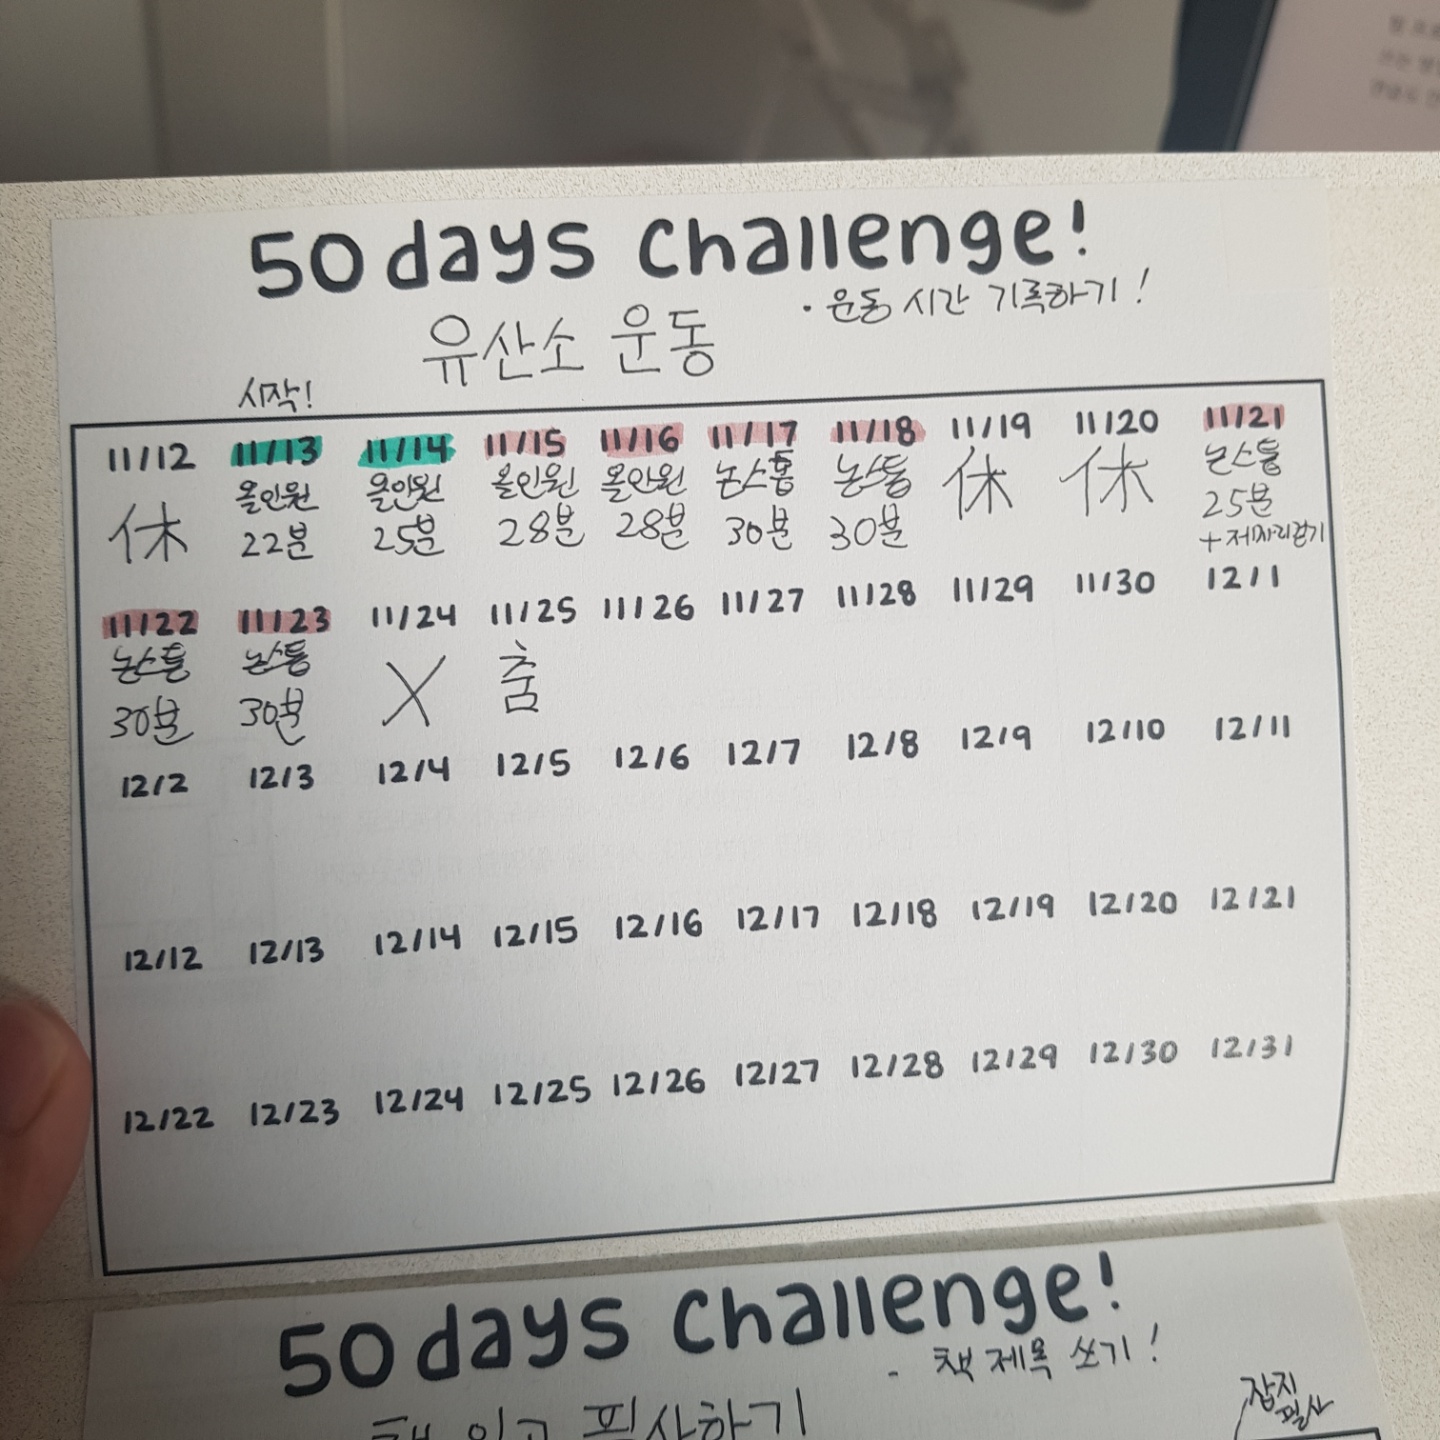 50 days challenge!
유산소 운동
· 운동 시간 기록하기!
시작!
11/12 11/13 11/14 11/15 11/16 11/17 11/18 11/19 11/20 11/21
休 올인원 올인원 올인원 올인원 논스톱 논스톱 休 休 논스톱
22분 25분 28분 28분 30분 30분 25분
+제자리걷기
11/22 11/23 11/24 11/25 11/26 11/27 11/28 11/29 11/30 12/1
논스톱 논스톱 X 춤
30분 30분
12/2 12/3 12/4 12/5 12/6 12/7 12/8 12/9 12/10 12/11
12/12 12/13 12/14 12/15 12/16 12/17 12/18 12/19 12/20 12/21
12/22 12/23 12/24 12/25 12/26 12/27 12/28 12/29 12/30 12/31
50 days challenge!
- 책 제목 쓰기!
책 읽고 필사하기
잡지
필사